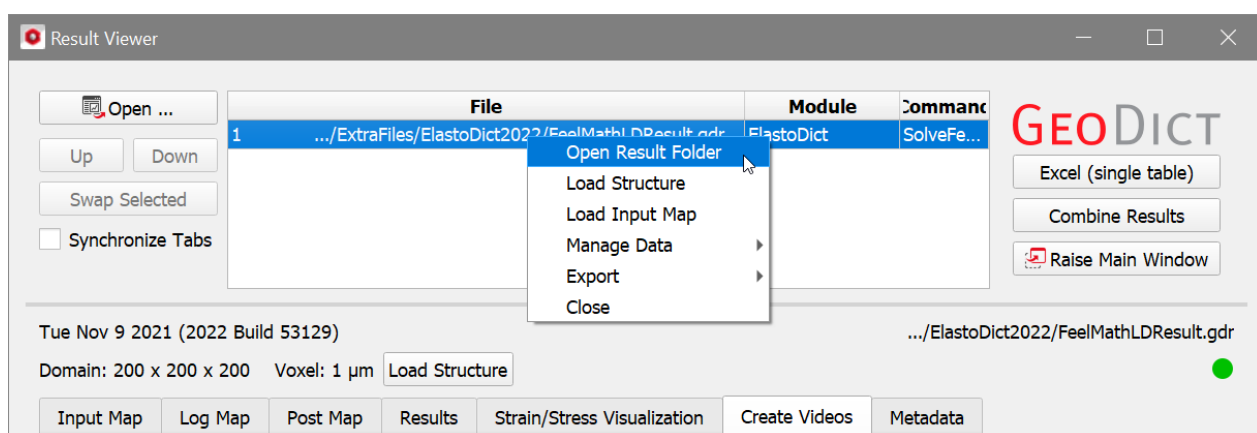 Result Viewer
Open ...
File Module Command
1 .../ExtraFiles/ElastoDict2022/FeelMathLDResult.gdr ElastoDict SolveFe...
GEODICT
Up Down
Open Result Folder
Excel (single table)
Load Structure
Swap Selected
Load Input Map
Combine Results
Synchronize Tabs
Manage Data
Raise Main Window
Export
Close
Tue Nov 9 2021 (2022 Build 53129) .../ElastoDict2022/FeelMathLDResult.gdr
Domain: 200 x 200 x 200 Voxel: 1 µm Load Structure
Input Map Log Map Post Map Results Strain/Stress Visualization Create Videos Metadata